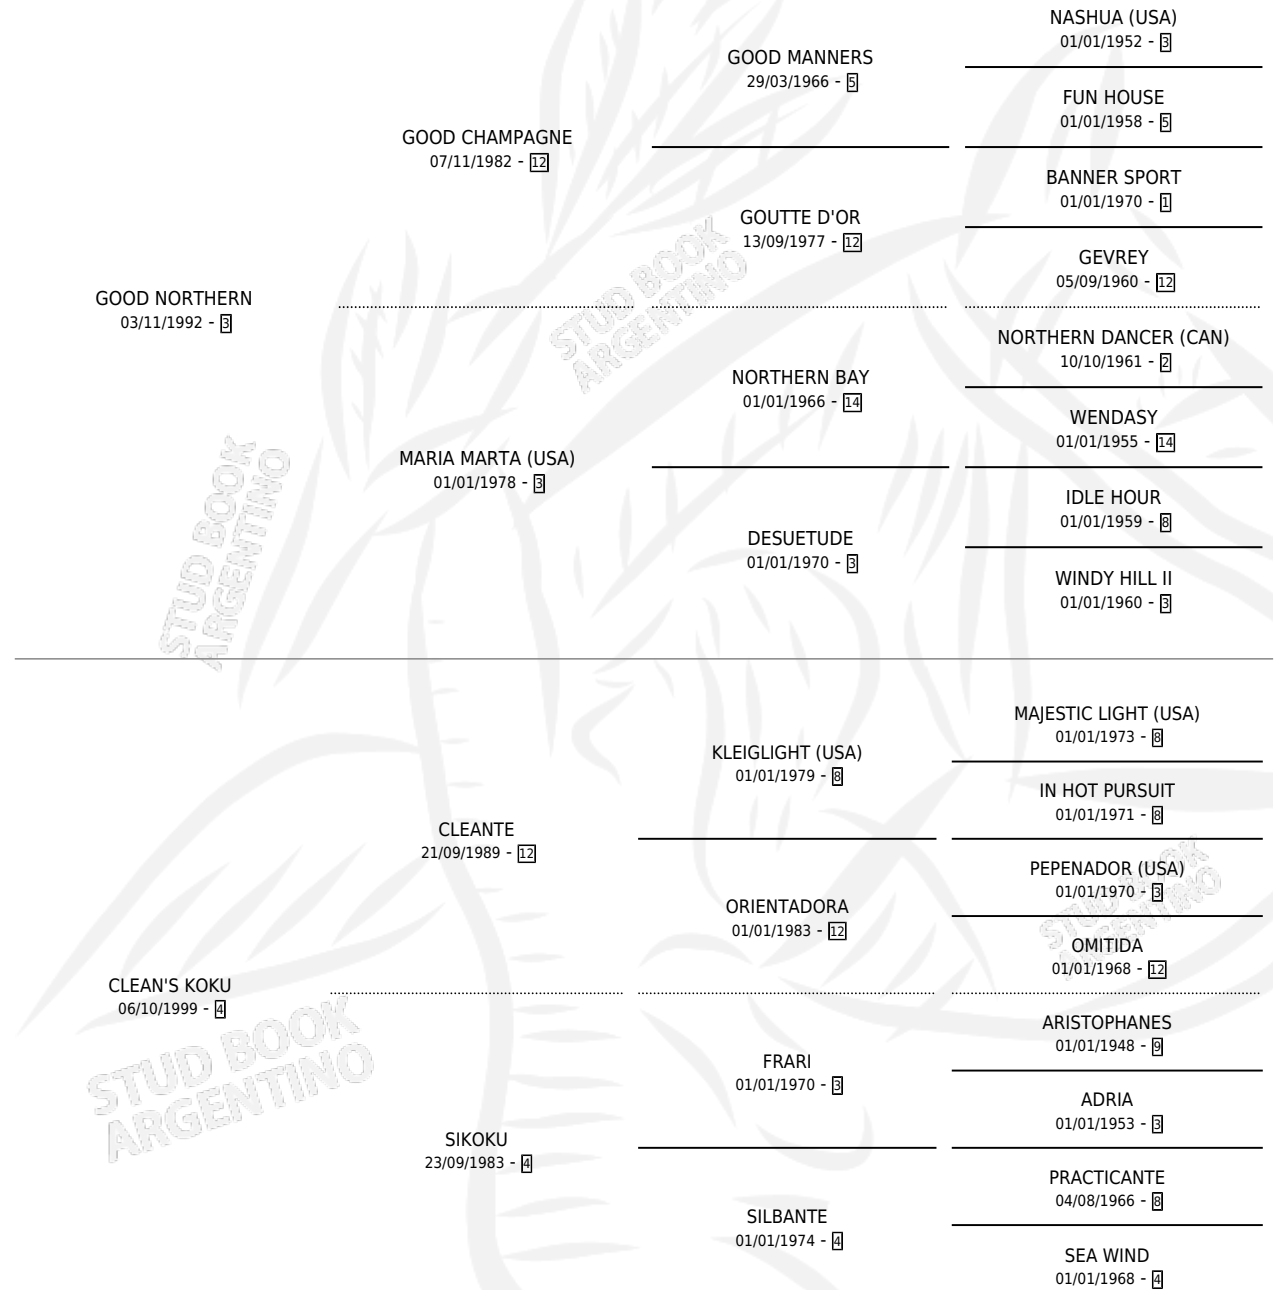 NASHUA (USA)
01/01/1952 - 3
GOOD MANNERS
29/03/1966 - 5
FUN HOUSE
01/01/1958 - 5
GOOD CHAMPAGNE
07/11/1982 - 12
BANNER SPORT
01/01/1970 - 1
GOUTTE D'OR
13/09/1977 - 12
GEVREY
05/09/1960 - 12
GOOD NORTHERN
03/11/1992 - 3
NORTHERN DANCER (CAN)
10/10/1961 - 2
NORTHERN BAY
01/01/1966 - 14
WENDASY
01/01/1955 - 14
MARIA MARTA (USA)
01/01/1978 - 3
IDLE HOUR
01/01/1959 - 8
DESUETUDE
01/01/1970 - 3
WINDY HILL II
01/01/1960 - 3
MAJESTIC LIGHT (USA)
01/01/1973 - 8
KLEIGLIGHT (USA)
01/01/1979 - 8
IN HOT PURSUIT
01/01/1971 - 8
CLEANTE
21/09/1989 - 12
PEPENADOR (USA)
01/01/1970 - 3
ORIENTADORA
01/01/1983 - 12
OMITIDA
01/01/1968 - 12
CLEAN'S KOKU
06/10/1999 - 4
ARISTOPHANES
01/01/1948 - 9
FRARI
01/01/1970 - 3
ADRIA
01/01/1953 - 3
SIKOKU
23/09/1983 - 4
PRACTICANTE
04/08/1966 - 8
SILBANTE
01/01/1974 - 4
SEA WIND
01/01/1968 - 4
STUD BOOK
ARGENTINO
STUD BOOK
ARGENTINO
STUD BOOK
ARGENTINO
STUD BOOK
ARGENTINO